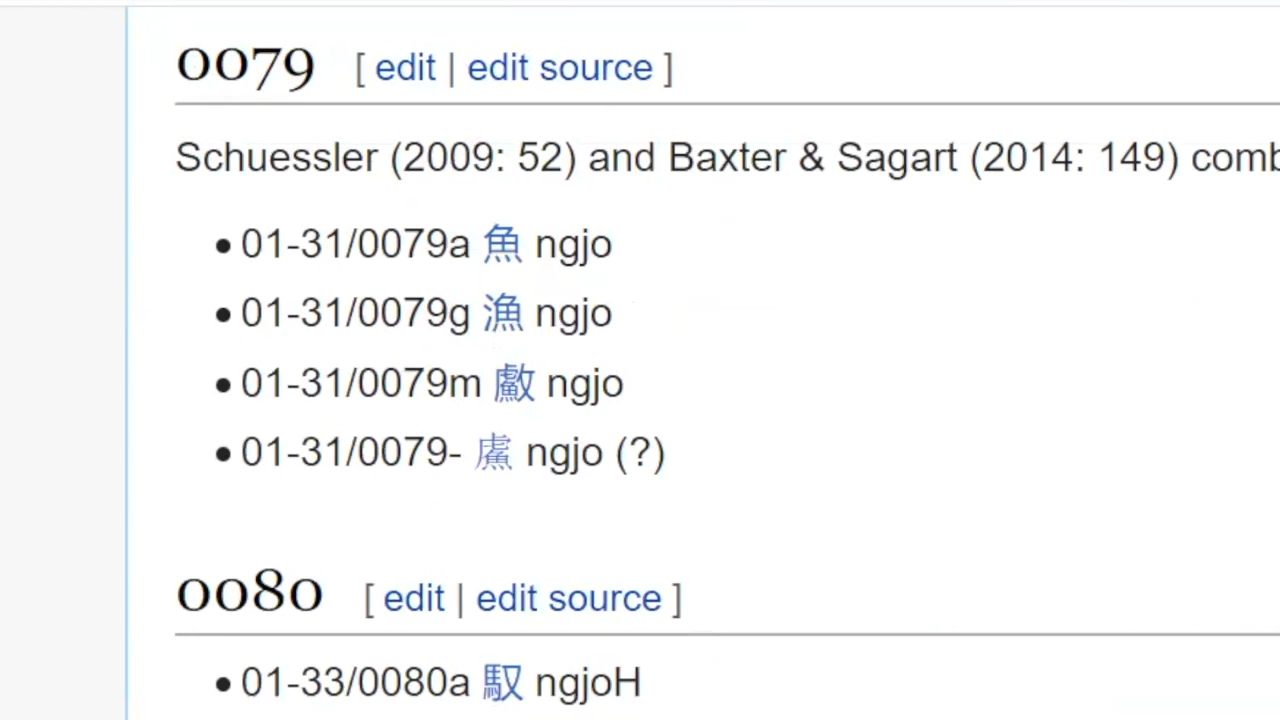 0079 [ edit | edit source ]
Schuessler (2009: 52) and Baxter & Sagart (2014: 149) comb
• 01-31/0079a 魚 ngjo
• 01-31/0079g 漁 ngjo
• 01-31/0079m 䱷 ngjo
• 01-31/0079- ngjo (?)
0080 [ edit | edit source ]
• 01-33/0080a 馭 ngjoH